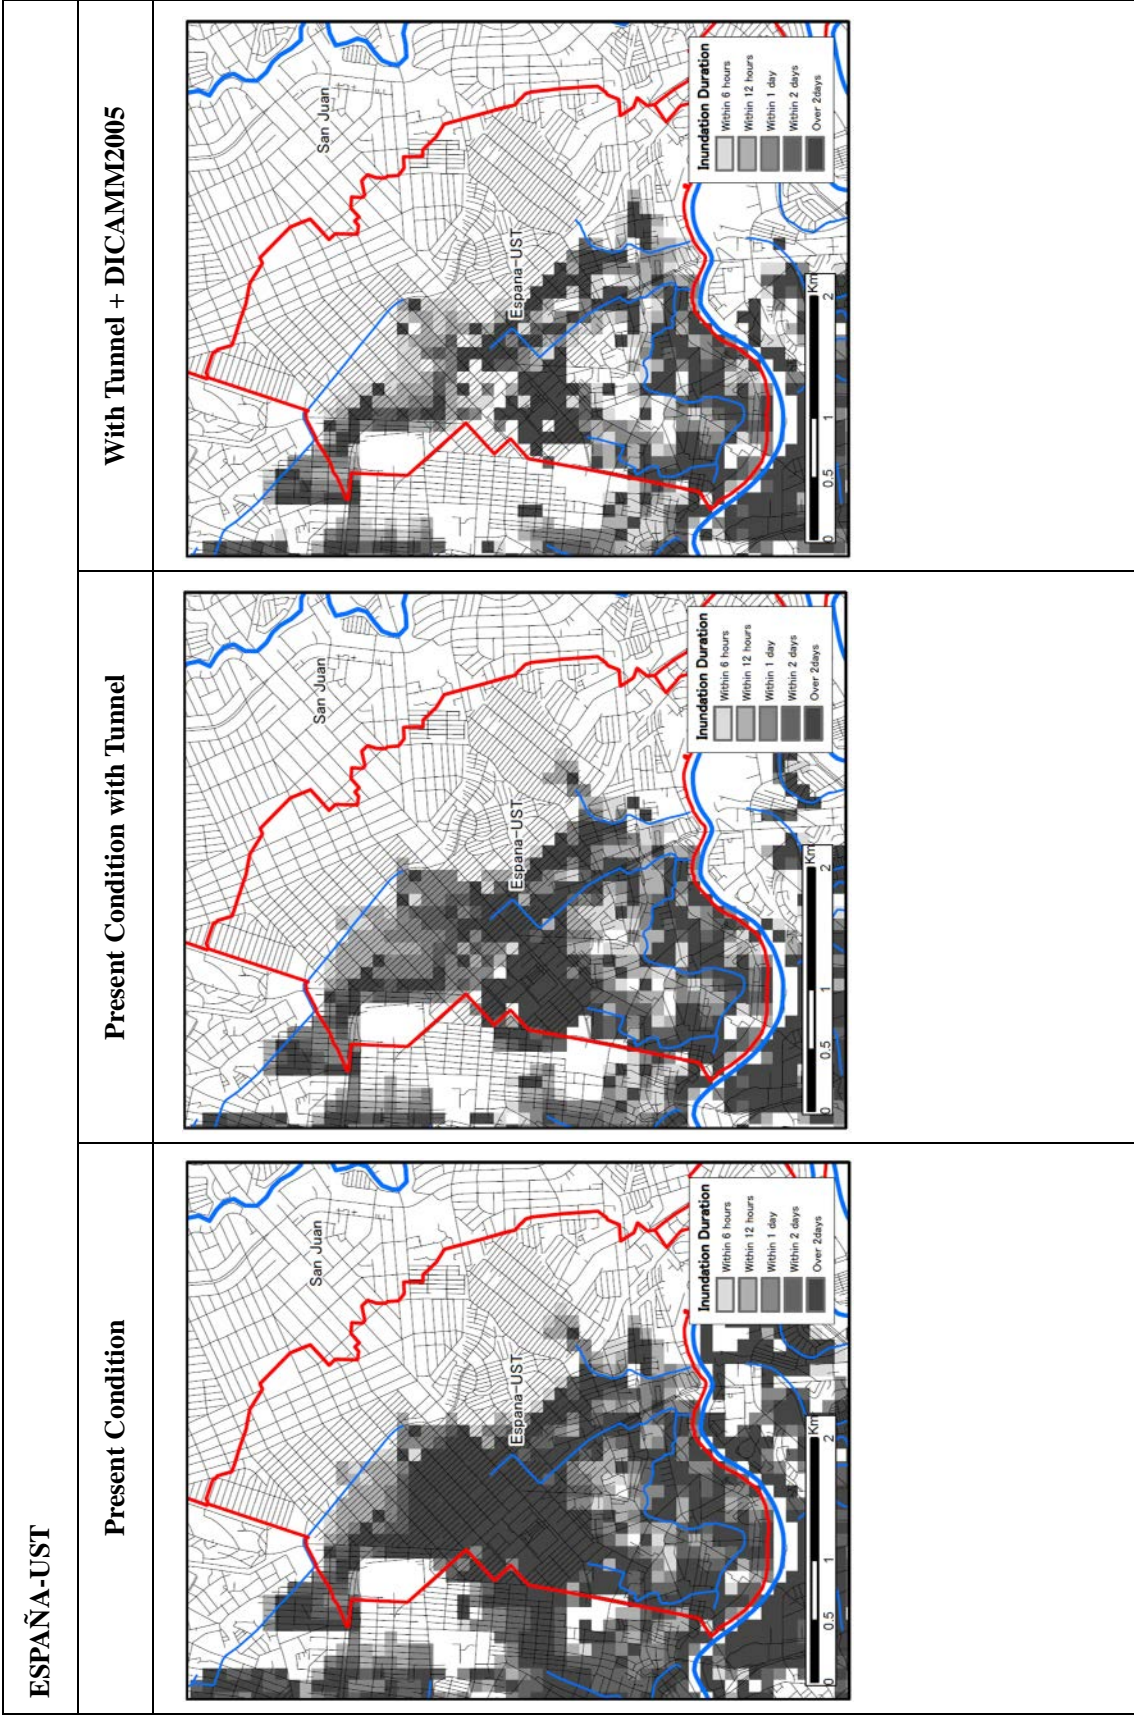 ESPAÑA-UST
Present Condition
Present Condition with Tunnel
With Tunnel + DICAMM2005
San Juan
Espana-UST
Inundation Duration
Within 6 hours
Within 12 hours
Within 1 day
Within 2 days
Over 2days
Km
0 0.5 1 2
San Juan
Espana-UST
Inundation Duration
Within 6 hours
Within 12 hours
Within 1 day
Within 2 days
Over 2days
Km
0 0.5 1 2
San Juan
Espana-UST
Inundation Duration
Within 6 hours
Within 12 hours
Within 1 day
Within 2 days
Over 2days
Km
0 0.5 1 2